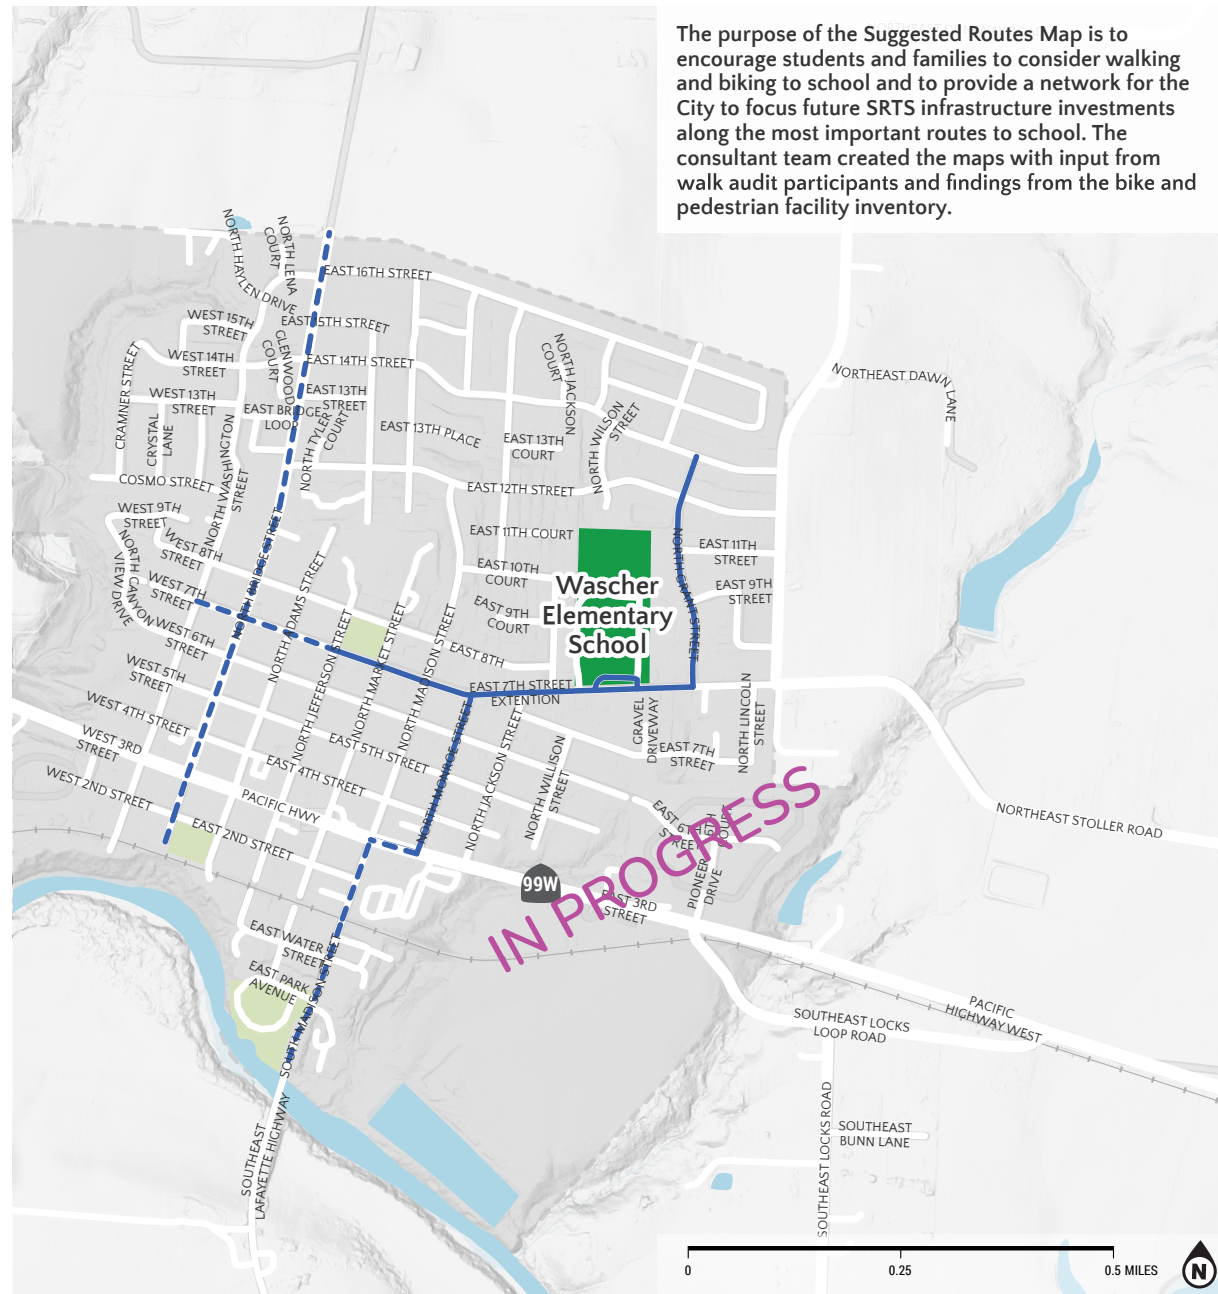 The purpose of the Suggested Routes Map is to
encourage students and families to consider walking
and biking to school and to provide a network for the
City to focus future SRTS infrastructure investments
along the most important routes to school. The
consultant team created the maps with input from
walk audit participants and findings from the bike and
pedestrian facility inventory.
NORTH HAYLEN DRIVE
NORTH LENA
COURT
EAST 16TH STREET
WEST 15TH
STREET
EAST 15TH STREET
GLENWOOD
COURT
WEST 14TH
STREET
EAST 14TH STREET
CRAMNER STREET
NORTH JACKSON
COURT
NORTHEAST DAWN LANE
WEST 13TH
STREET
EAST 13TH
STREET
EAST BRIDGE
LOOP
NORTH TYLER
COURT
EAST 13TH PLACE
EAST 13TH
COURT
NORTH WILSON
STREET
CRYSTAL
LANE
NORTH WASHINGTON
STREET
COSMO STREET
EAST 12TH STREET
WEST 9TH
STREET
NORTH BRIDGE STREET
EAST 11TH COURT
EAST 11TH
STREET
WEST 8TH
STREET
NORTH CANYON
VIEW DRIVE
EAST 10TH
COURT
Wascher
Elementary
School
NORTH GRANT STREET
EAST 9TH
STREET
WEST 7TH
STREET
NORTH ADAMS STREET
EAST 9TH
COURT
WEST 6TH
STREET
NORTH JEFFERSON STREET
NORTH MARKET STREET
NORTH MADISON STREET
EAST 8TH
WEST 5TH
STREET
EAST 7TH STREET
EXTENTION
WEST 4TH STREET
GRAVEL
DRIVEWAY
NORTH LINCOLN
STREET
WEST 3RD
STREET
EAST 5TH STREET
NORTH MONROE STREET
NORTH JACKSON STREET
EAST 7TH
STREET
EAST 4TH STREET
NORTH WILLISON
STREET
WEST 2ND STREET
PACIFIC HWY
EAST 6TH
STREET
6TH
COURT
NORTHEAST STOLLER ROAD
EAST 2ND STREET
IN PROGRESS
99W
PIONEER
DRIVE
EAST 3RD
STREET
EAST WATER
STREET
EAST PARK
AVENUE
SOUTH MADISON STREET
PACIFIC
HIGHWAY WEST
SOUTHEAST LOCKS
LOOP ROAD
SOUTHEAST
LAFAYETTE HIGHWAY
SOUTHEAST LOCKS ROAD
SOUTHEAST
BUNN LANE
0
0.25
0.5 MILES
N